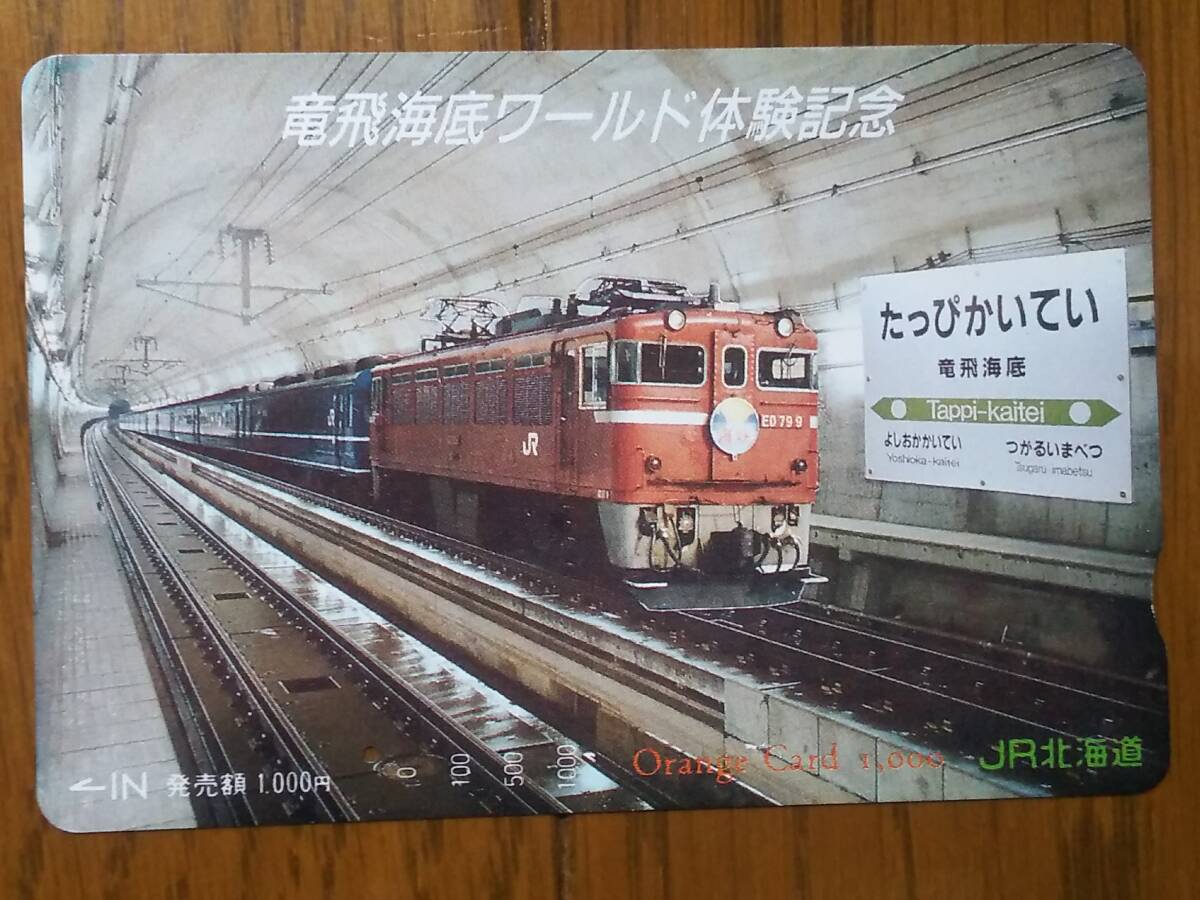 竜飛海底ワールド体験記念
たっぴかいてい
竜飛海底
Tappi-kaitei
よしおかかいてい つがるいまべつ
Yoshioka-kaitei Tsugaru imabetsu
ED79 9
JR
←IN 発売額 1,000円
0 100 500 1000
Orange Card 1,000
JR北海道